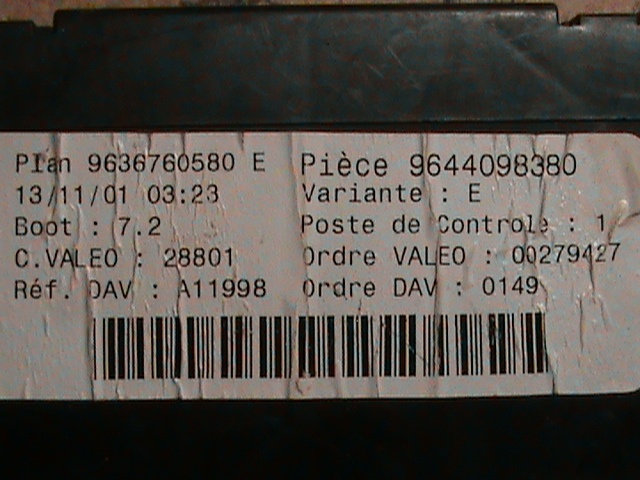 Plan 9636760580 E Pièce 9644098380
13/11/01 03:23 Variante : E
Boot : 7.2 Poste de Controle : 1
C.VALEO : 28801 Ordre VALEO : 00279427
Réf. DAV : A11998 Ordre DAV : 0149